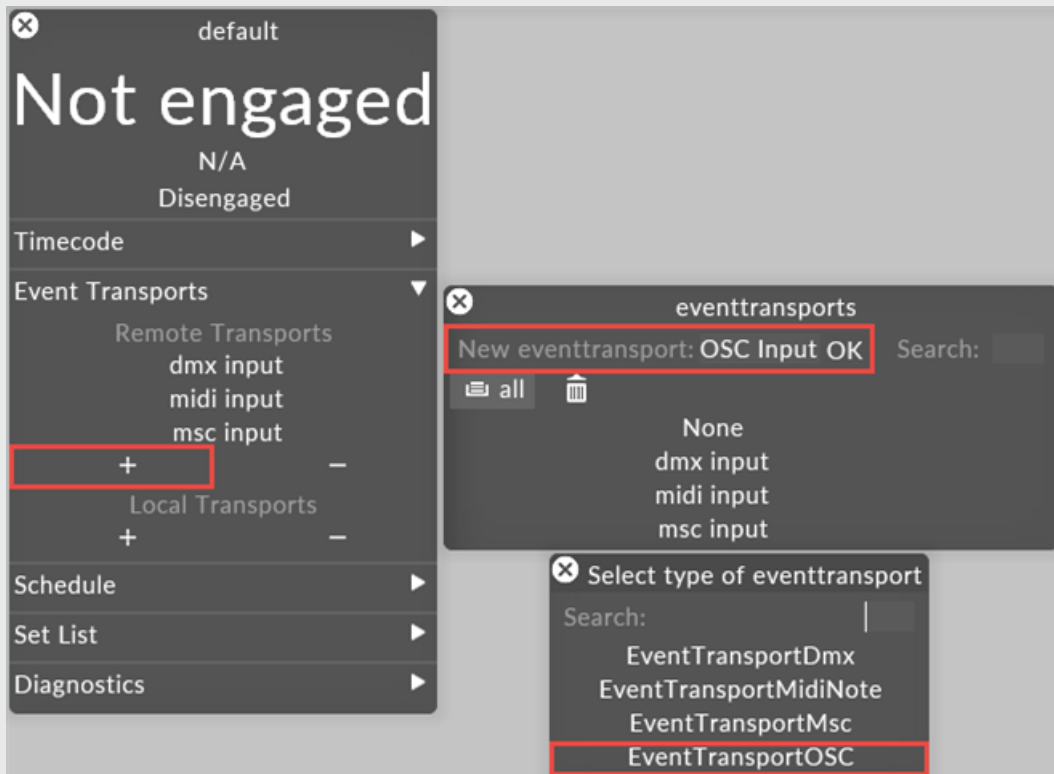 default
Not engaged
N/A
Disengaged
Timecode
Event Transports
Remote Transports
dmx input
midi input
msc input
+ −
Local Transports
+ −
Schedule
Set List
Diagnostics
eventtransports
New eventtransport: OSC Input OK Search:
all
None
dmx input
midi input
msc input
Select type of eventtransport
Search:
EventTransportDmx
EventTransportMidiNote
EventTransportMsc
EventTransportOSC